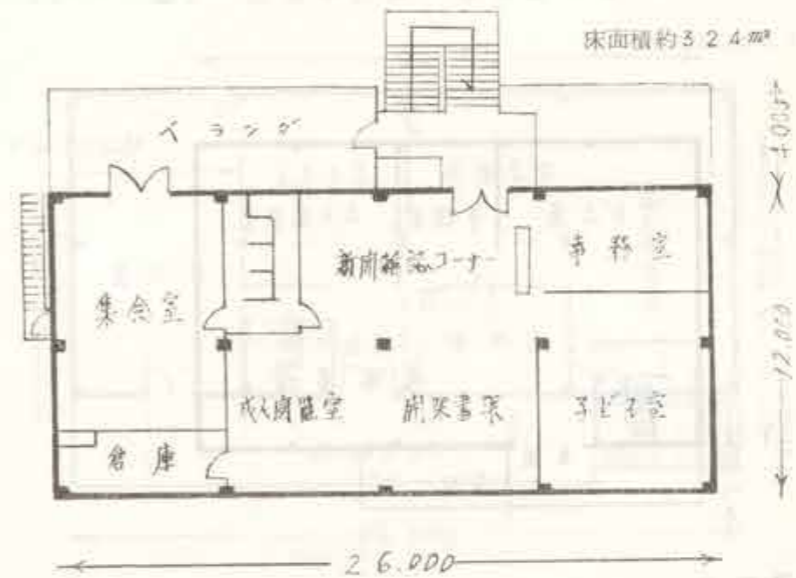 床面積約324㎡
ベランダ
4.000
新聞雑誌コーナー
事務室
集会室
成人閲覧室
開架書架
子ども室
倉庫
12.000
26.000